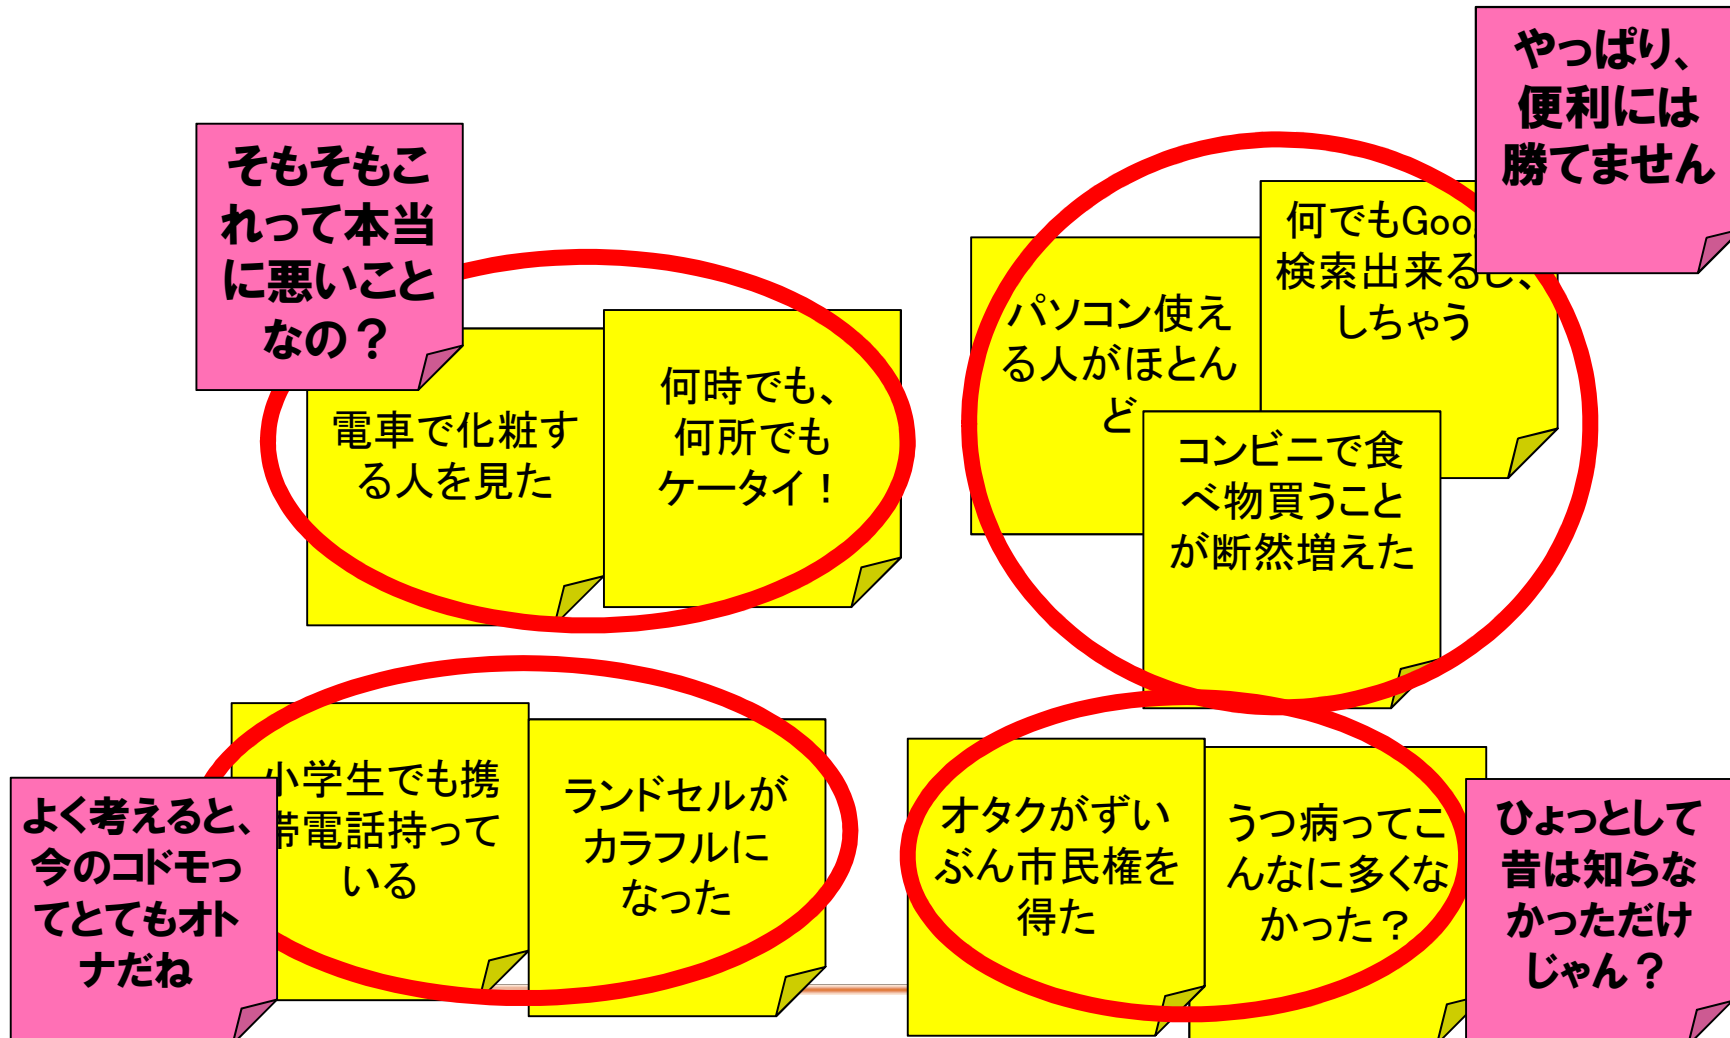 そもそもこ
れって本当
に悪いこと
なの？
電車で化粧す
る人を見た
何時でも、
何所でも
ケータイ！
やっぱり、
便利には
勝てません
何でもGoo
検索出来るし、
しちゃう
パソコン使え
る人がほとん
ど
コンビニで食
べ物買うこと
が断然増えた
よく考えると、
今のコドモっ
てとてもオト
ナだね
小学生でも携
帯電話持って
いる
ランドセルが
カラフルに
なった
オタクがずい
ぶん市民権を
得た
うつ病ってこ
んなに多くな
かった？
ひょっとして
昔は知らな
かっただけ
じゃん？